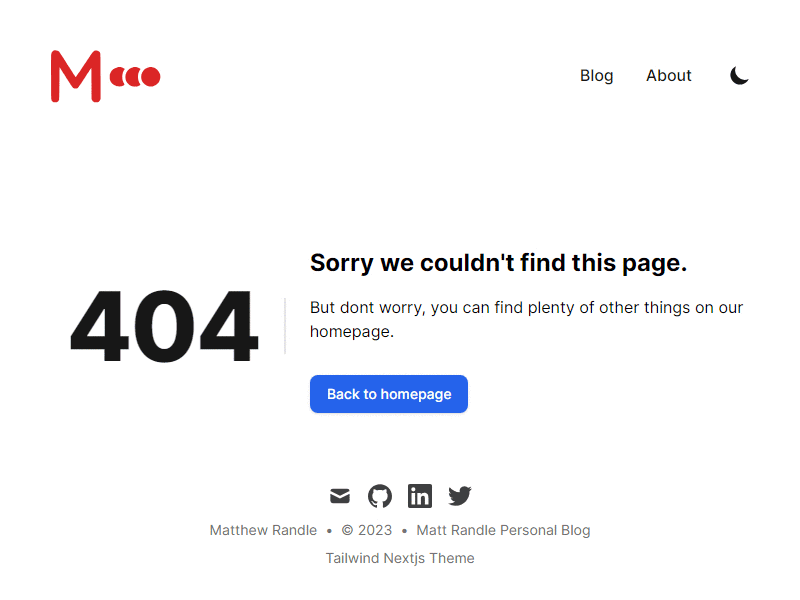 M
Blog About
404
Sorry we couldn't find this page.
But dont worry, you can find plenty of other things on our
homepage.
Back to homepage
in
Matthew Randle • © 2023 • Matt Randle Personal Blog
Tailwind Nextjs Theme